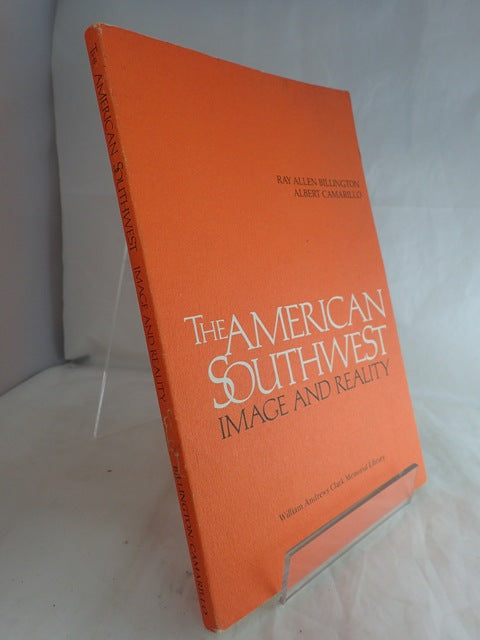 THE AMERICAN SOUTHWEST IMAGE AND REALITY BILLINGTON CAMARILLO
RAY ALLEN BILLINGTON
ALBERT CAMARILLO
THE AMERICAN
SOUTHWEST
IMAGE AND REALITY
William Andrews Clark Memorial Library